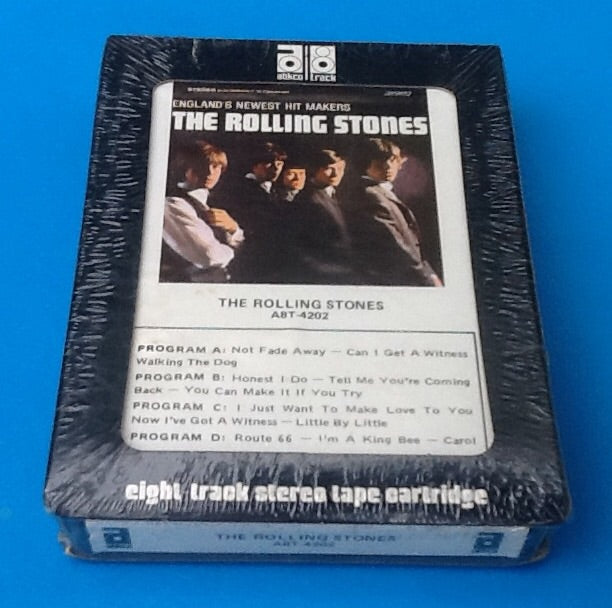 abkco track
STEREO
ENGLAND'S NEWEST HIT MAKERS
THE ROLLING STONES
THE ROLLING STONES
A8T-4202
PROGRAM A: Not Fade Away — Can I Get A Witness
Walking The Dog
PROGRAM B: Honest I Do — Tell Me You're Coming
Back — You Can Make It If You Try
PROGRAM C: I Just Want To Make Love To You
Now I've Got A Witness — Little By Little
PROGRAM D: Route 66 — I'm A King Bee — Carol
eight track stereo tape cartridge
THE ROLLING STONES
A8T-4202